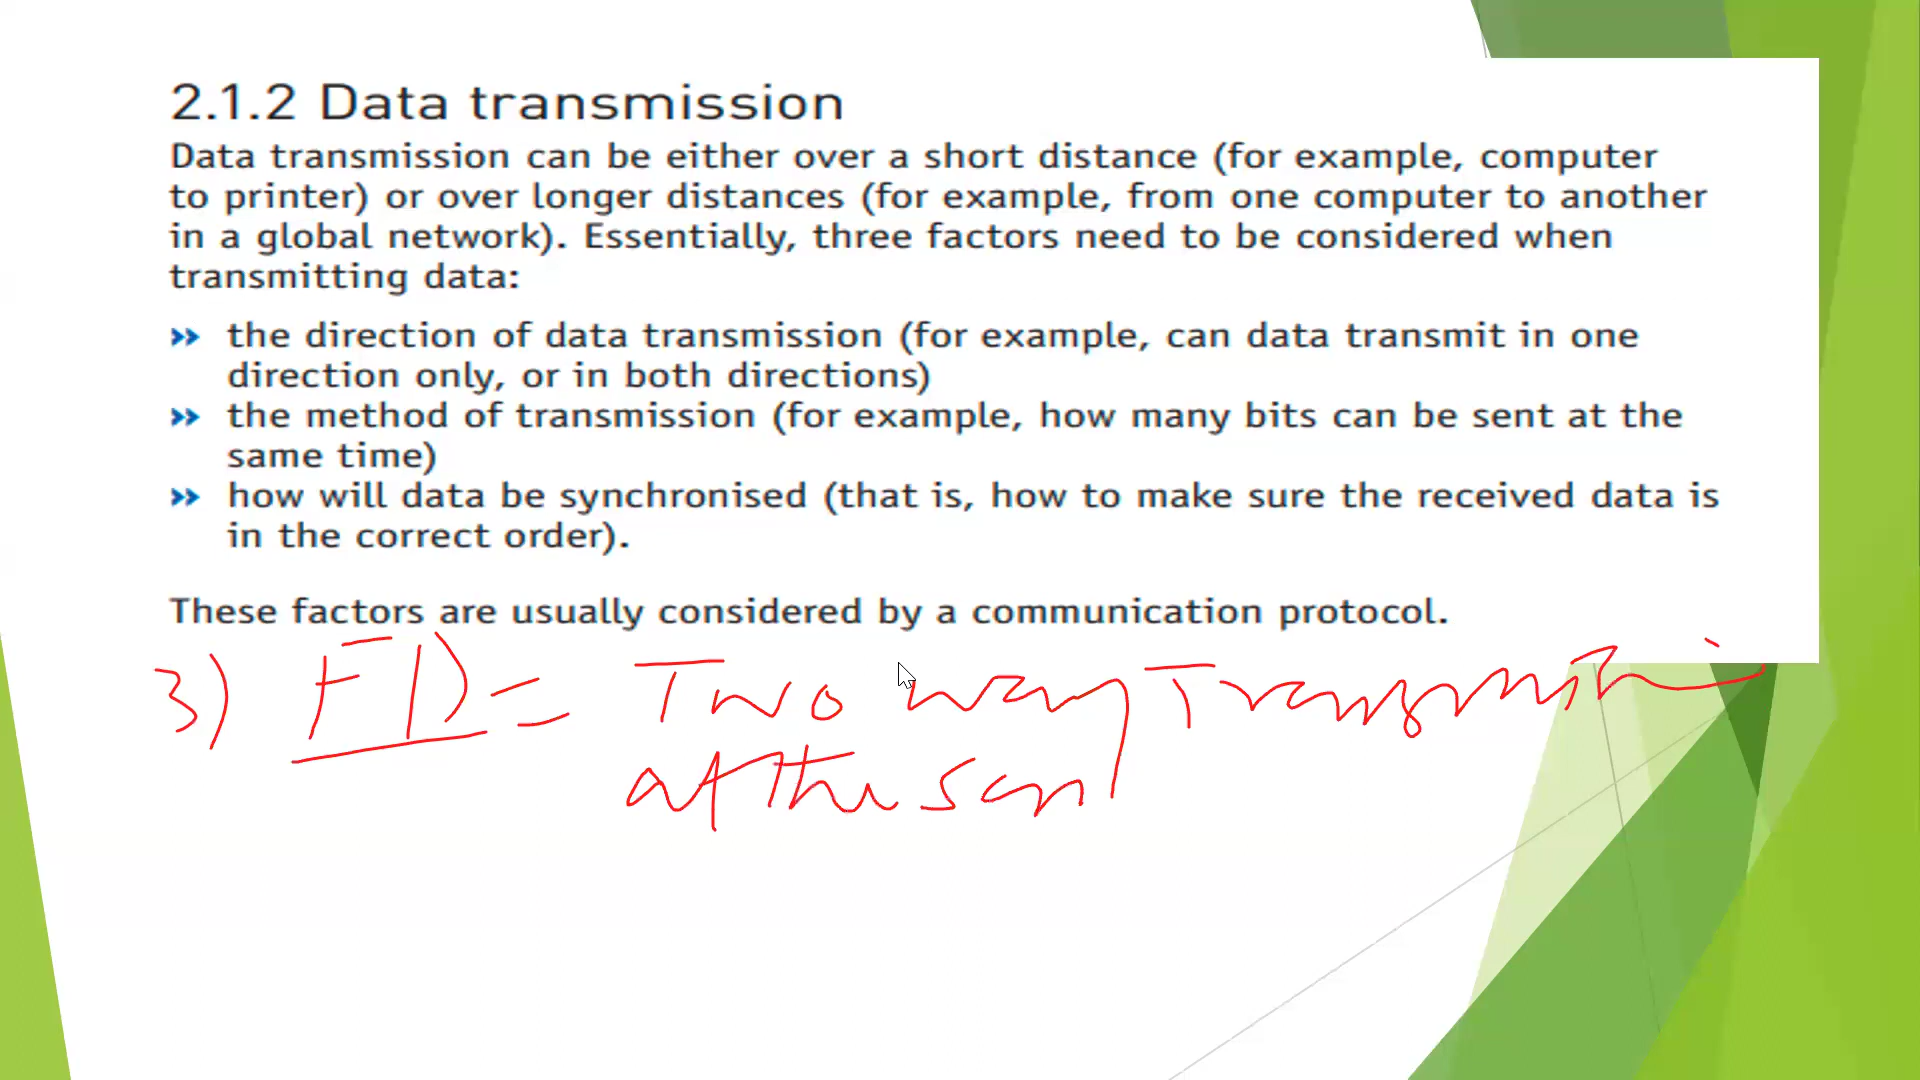 2.1.2 Data transmission
Data transmission can be either over a short distance (for example, computer
to printer) or over longer distances (for example, from one computer to another
in a global network). Essentially, three factors need to be considered when
transmitting data:
» the direction of data transmission (for example, can data transmit in one
direction only, or in both directions)
» the method of transmission (for example, how many bits can be sent at the
same time)
» how will data be synchronised (that is, how to make sure the received data is
in the correct order).
These factors are usually considered by a communication protocol.
3) FD = Two way
at the sam